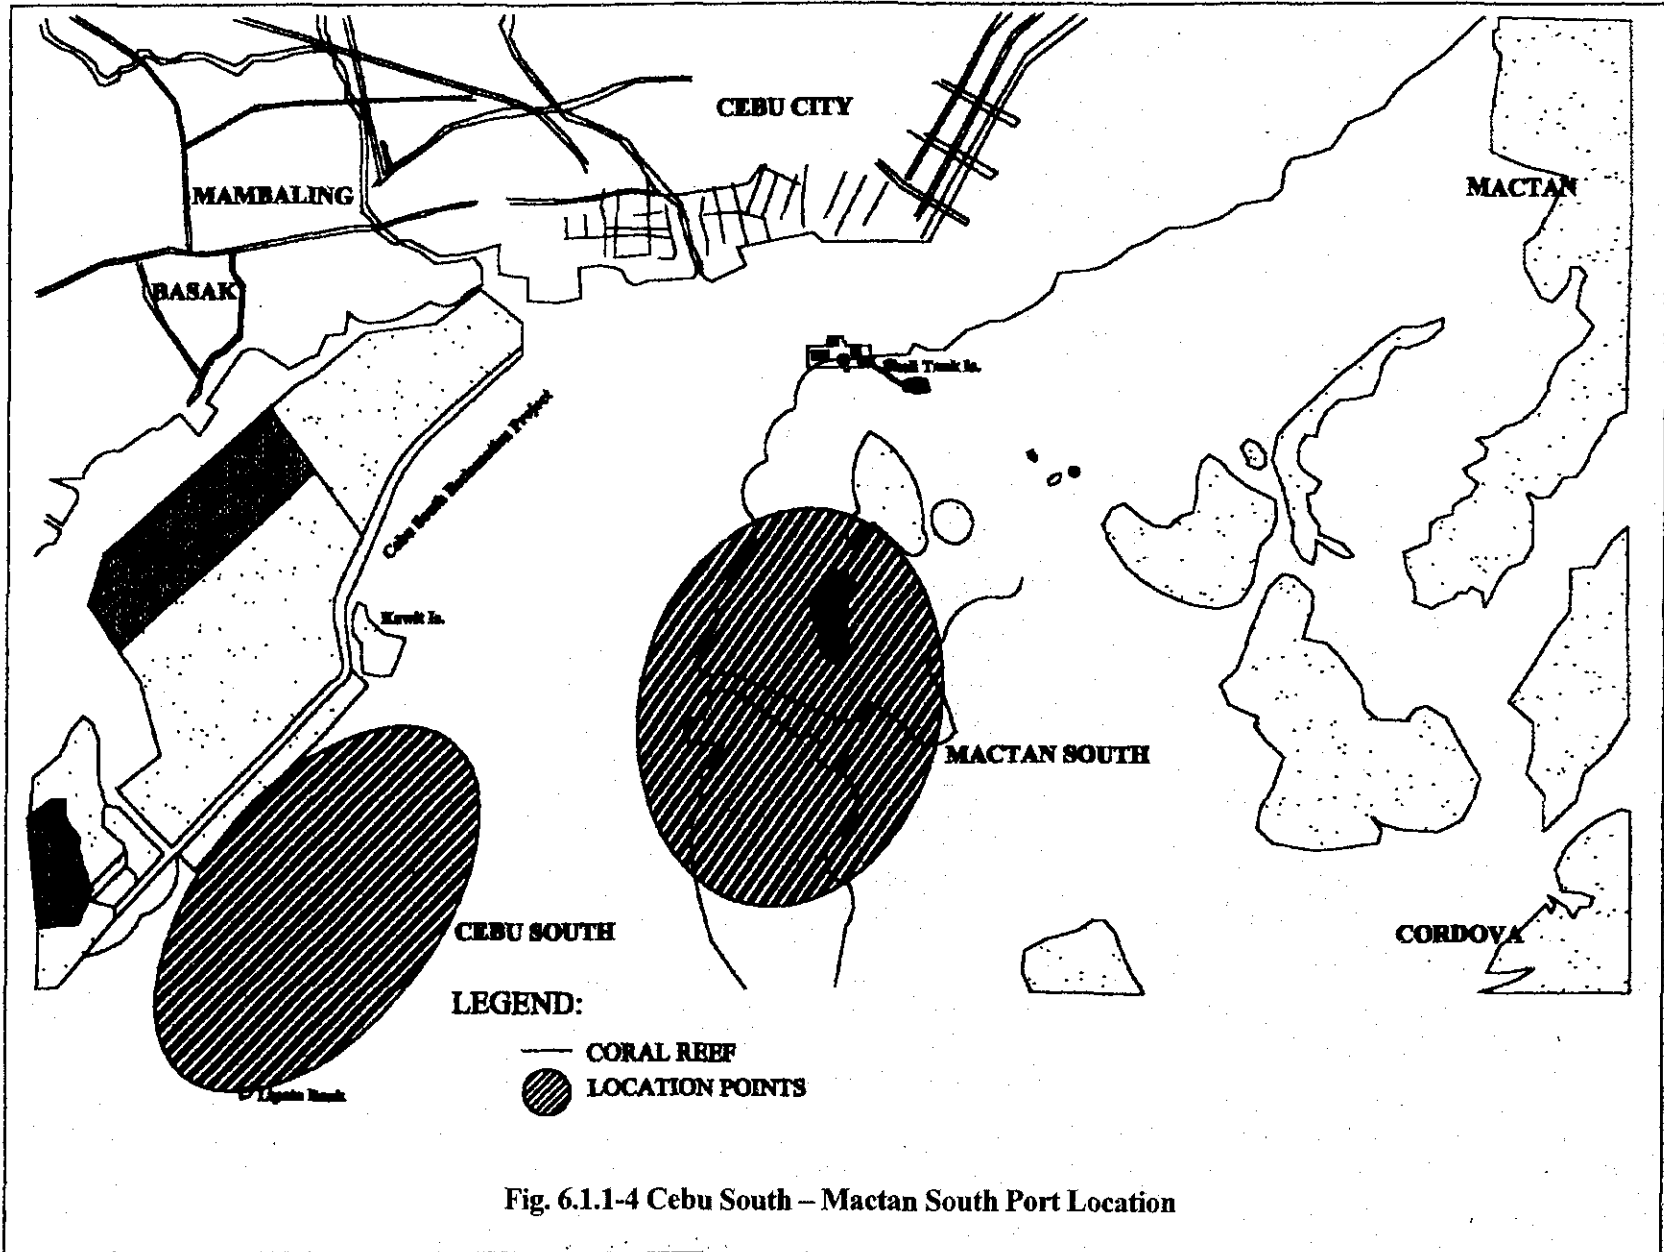 CEBU CITY
MACTAN
MAMBALING
BASAK
Shell Tank Is.
Cebu South Reclamation Project
Kawit Is.
MACTAN SOUTH
CEBU SOUTH
CORDOVA
LEGEND:
CORAL REEF
LOCATION POINTS
Bank
Fig. 6.1.1-4 Cebu South – Mactan South Port Location